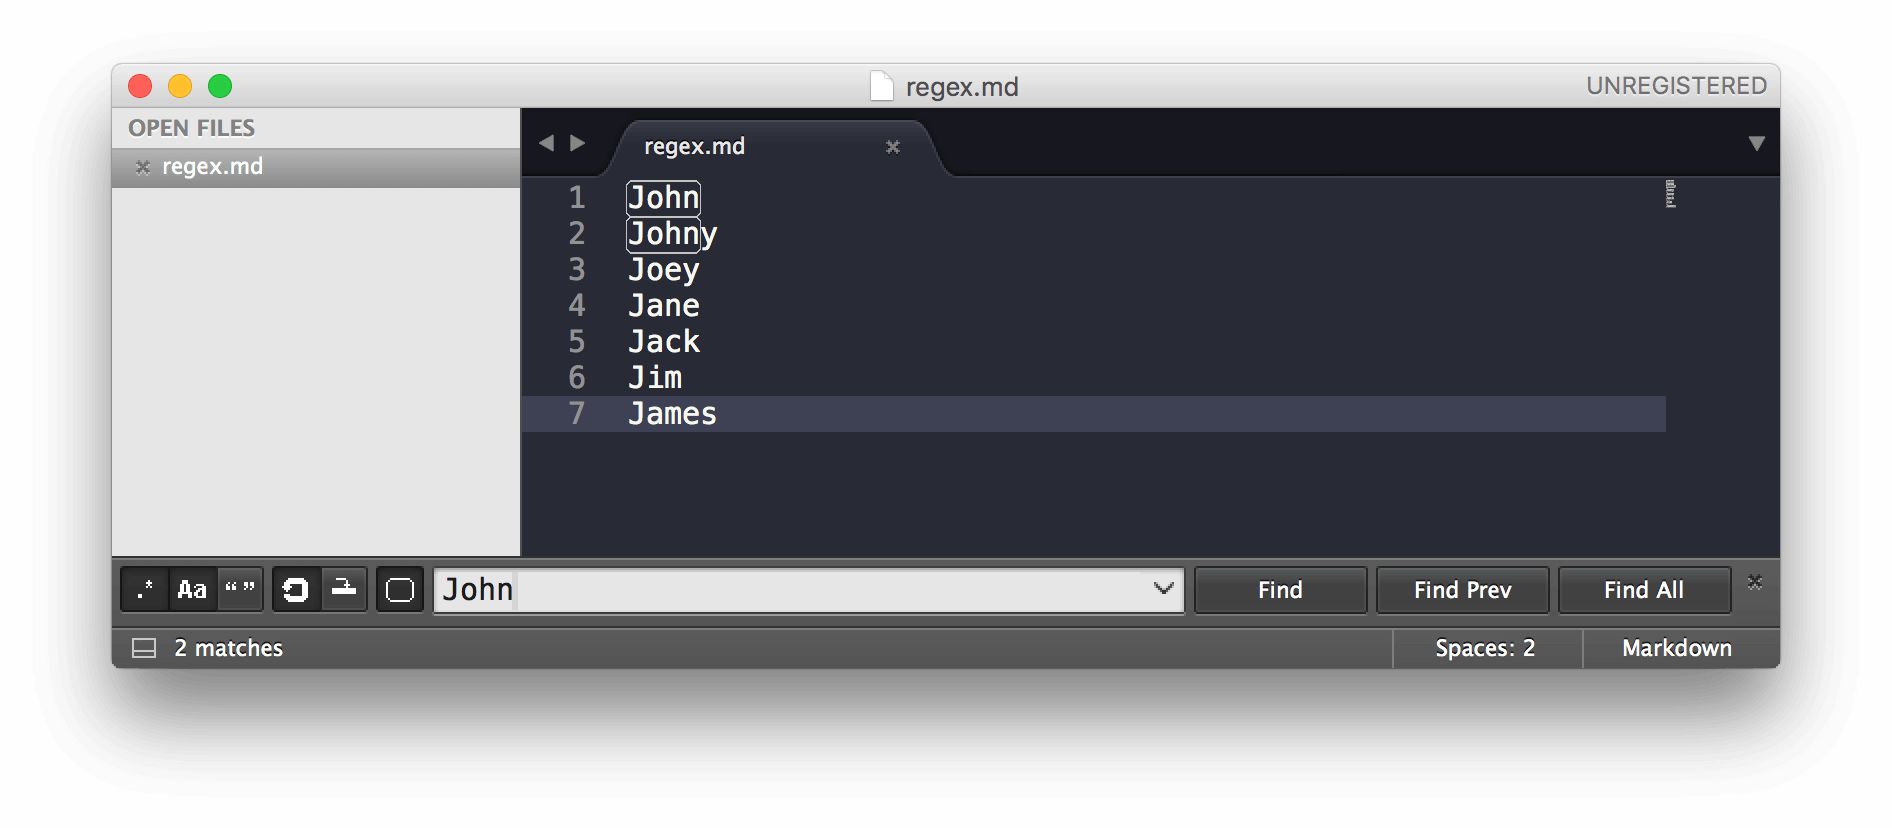 regex.md
UNREGISTERED
OPEN FILES
regex.md
regex.md
1 John
2 Johny
3 Joey
4 Jane
5 Jack
6 Jim
7 James
.* Aa “ ” John Find Find Prev Find All
2 matches Spaces: 2 Markdown